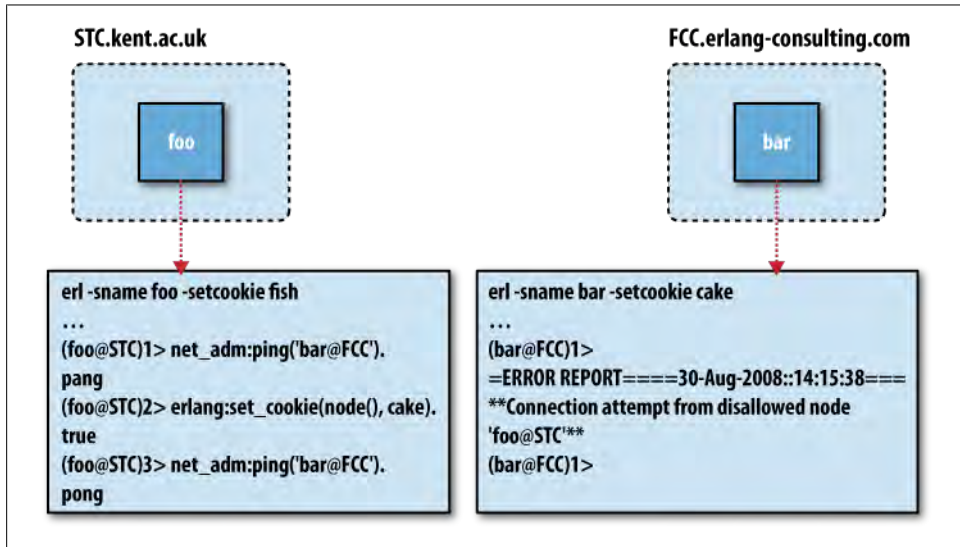 STC.kent.ac.uk
FCC.erlang-consulting.com
foo
bar
erl -sname foo -setcookie fish
…
(foo@STC)1> net_adm:ping('bar@FCC').
pang
(foo@STC)2> erlang:set_cookie(node(), cake).
true
(foo@STC)3> net_adm:ping('bar@FCC').
pong
erl -sname bar -setcookie cake
…
(bar@FCC)1>
=ERROR REPORT====30-Aug-2008::14:15:38===
**Connection attempt from disallowed node
'foo@STC'**
(bar@FCC)1>